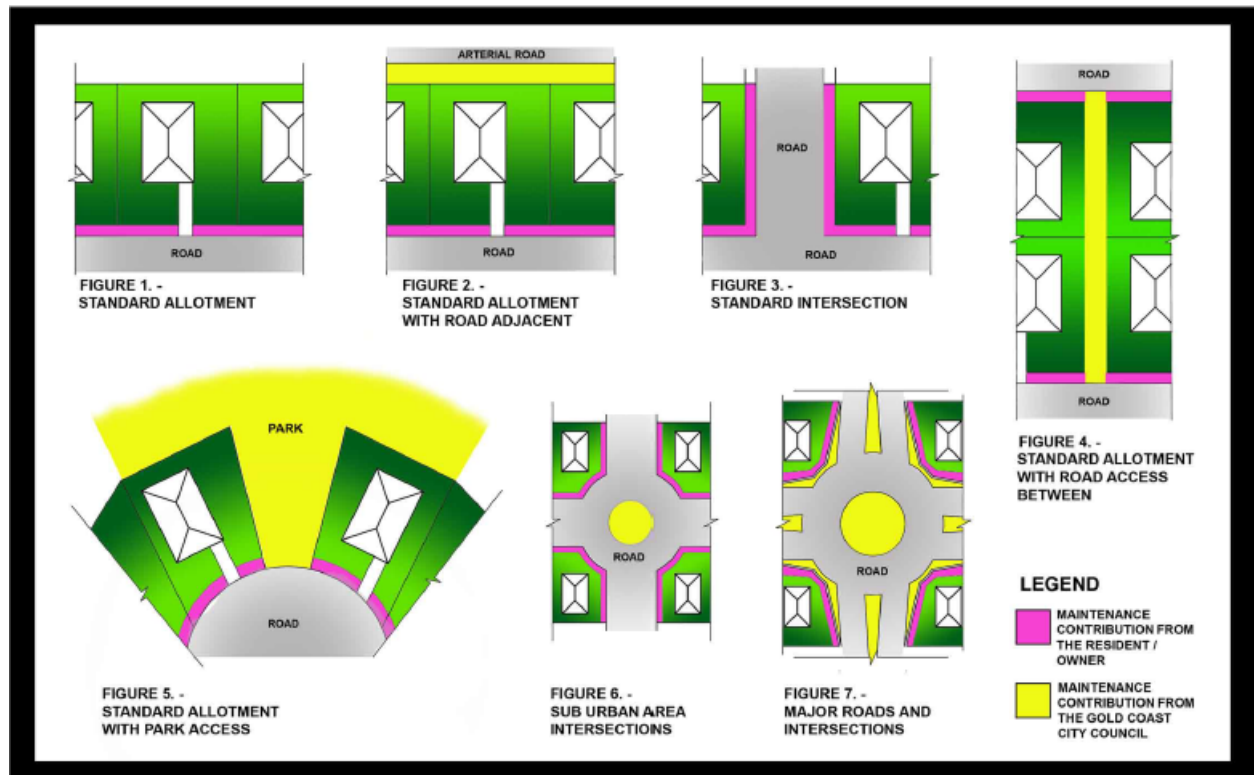 ARTERIAL ROAD
ROAD
FIGURE 1. -
STANDARD ALLOTMENT
ROAD
FIGURE 2. -
STANDARD ALLOTMENT
WITH ROAD ADJACENT
ROAD
ROAD
FIGURE 3. -
STANDARD INTERSECTION
ROAD
ROAD
FIGURE 4. -
STANDARD ALLOTMENT
WITH ROAD ACCESS
BETWEEN
PARK
ROAD
FIGURE 5. -
STANDARD ALLOTMENT
WITH PARK ACCESS
ROAD
FIGURE 6. -
SUB URBAN AREA
INTERSECTIONS
ROAD
FIGURE 7. -
MAJOR ROADS AND
INTERSECTIONS
LEGEND
MAINTENANCE
CONTRIBUTION FROM
THE RESIDENT /
OWNER
MAINTENANCE
CONTRIBUTION FROM
THE GOLD COAST
CITY COUNCIL